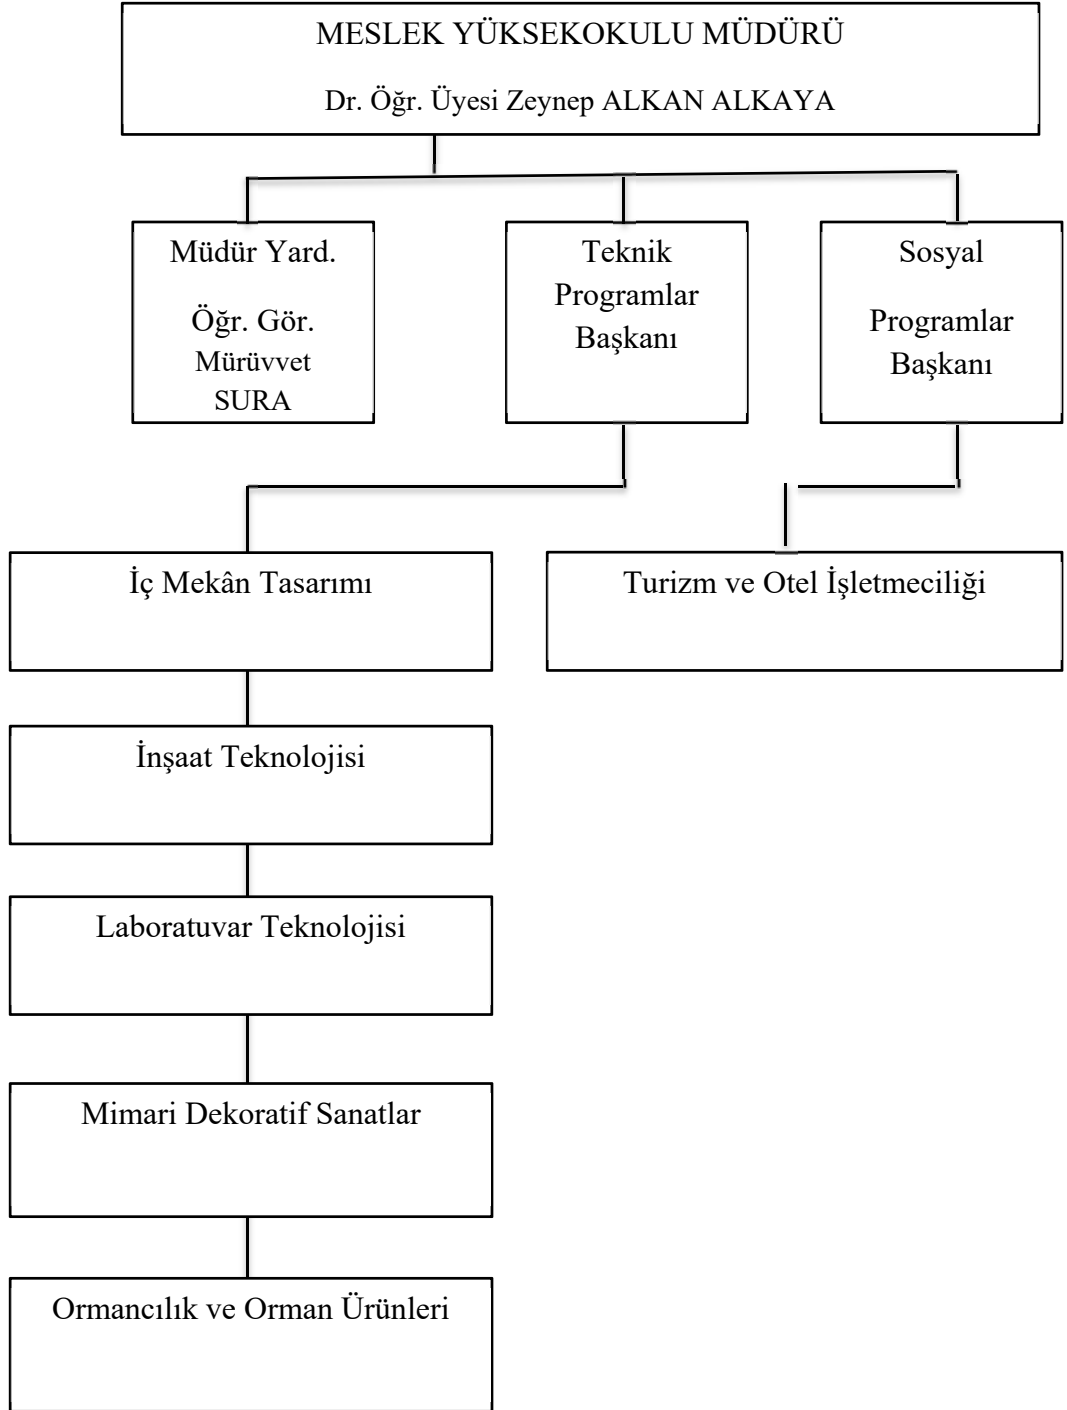 MESLEK YÜKSEKOKULU MÜDÜRÜ
Dr. Öğr. Üyesi Zeynep ALKAN ALKAYA
Müdür Yard.
Öğr. Gör.
Mürüvvet
SURA
Teknik
Programlar
Başkanı
Sosyal
Programlar
Başkanı
İç Mekân Tasarımı
Turizm ve Otel İşletmeciliği
İnşaat Teknolojisi
Laboratuvar Teknolojisi
Mimari Dekoratif Sanatlar
Ormancılık ve Orman Ürünleri